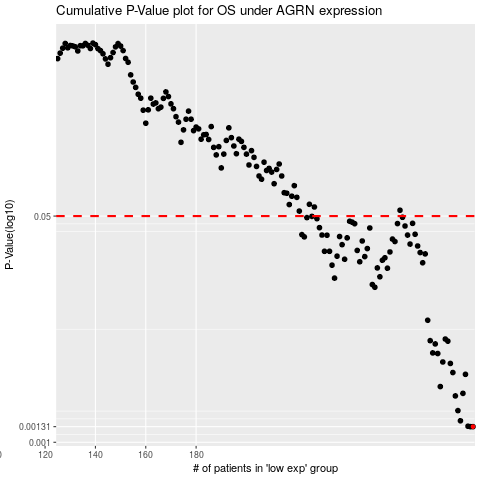 Cumulative P-Value plot for OS under AGRN expression
P-Value(log10)
0.05
0.00131
0.001
0
120
140
160
180
# of patients in 'low exp' group